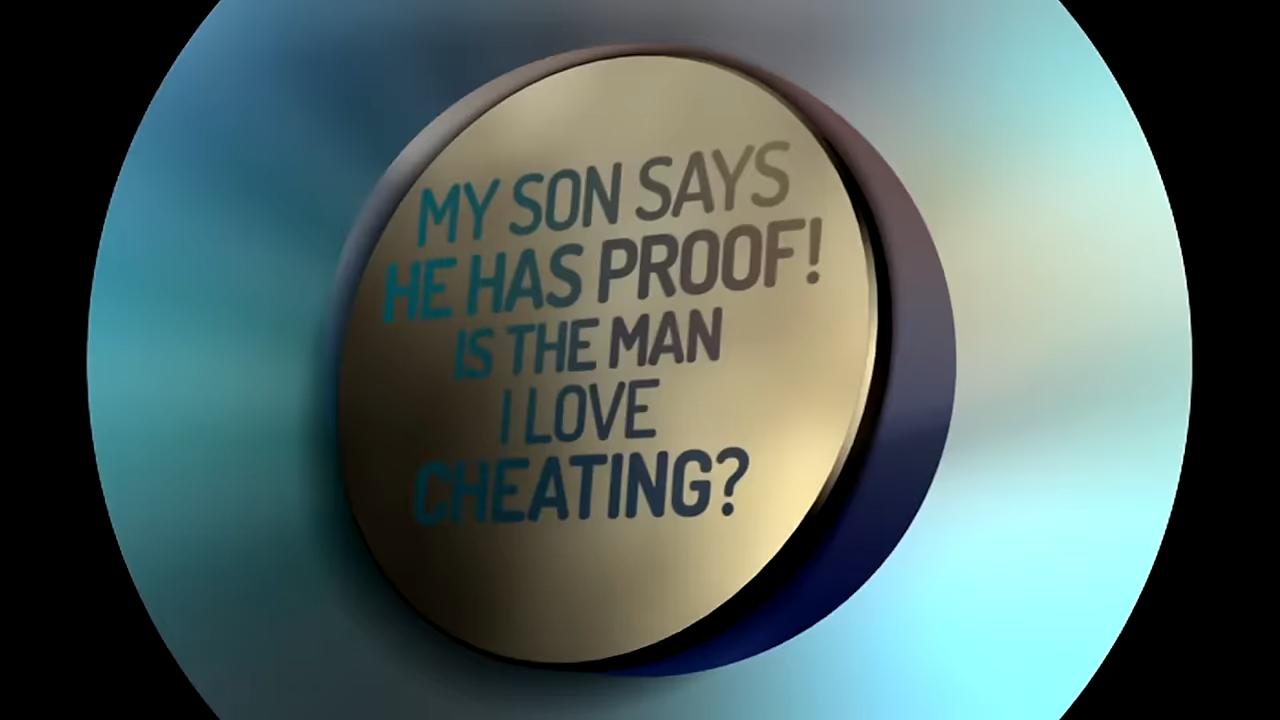 MY SON SAYS
HE HAS PROOF!
IS THE MAN
I LOVE
CHEATING?